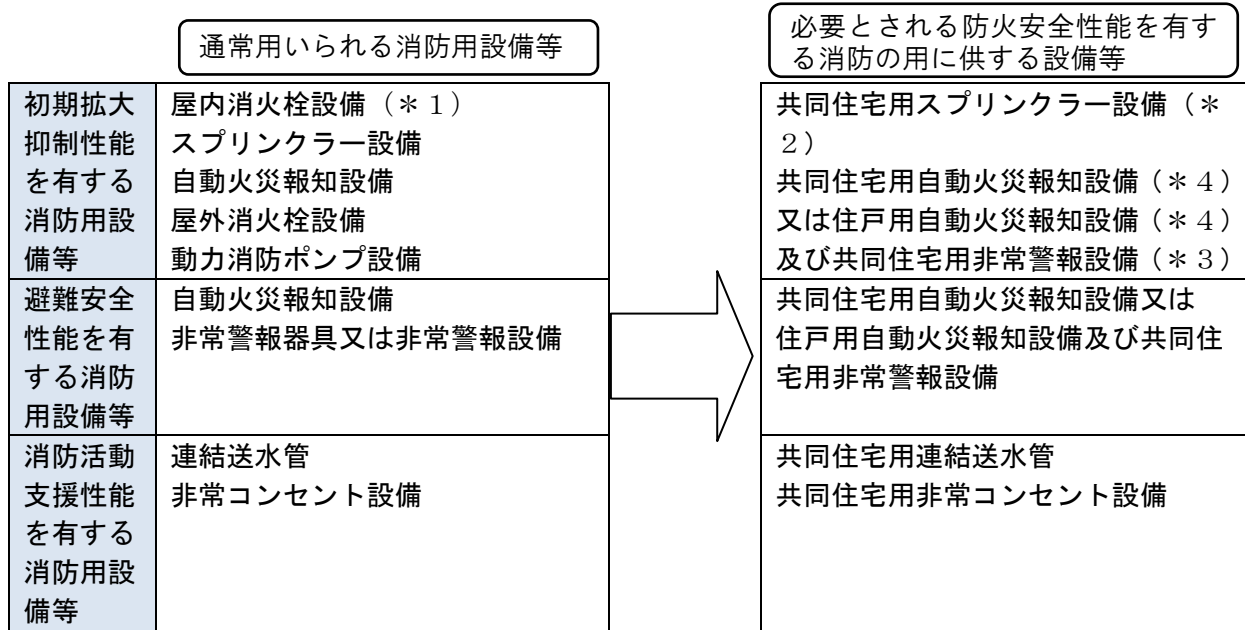 通常用いられる消防用設備等
必要とされる防火安全性能を有す
る消防の用に供する設備等
初期拡大
抑制性能
を有する
消防用設
備等
屋内消火栓設備（＊１）
スプリンクラー設備
自動火災報知設備
屋外消火栓設備
動力消防ポンプ設備
共同住宅用スプリンクラー設備（＊
２）
共同住宅用自動火災報知設備（＊４）
又は住戸用自動火災報知設備（＊４）
及び共同住宅用非常警報設備（＊３）
避難安全
性能を有
する消防
用設備等
自動火災報知設備
非常警報器具又は非常警報設備
共同住宅用自動火災報知設備又は
住戸用自動火災報知設備及び共同住
宅用非常警報設備
消防活動
支援性能
を有する
消防用設
備等
連結送水管
非常コンセント設備
共同住宅用連結送水管
共同住宅用非常コンセント設備